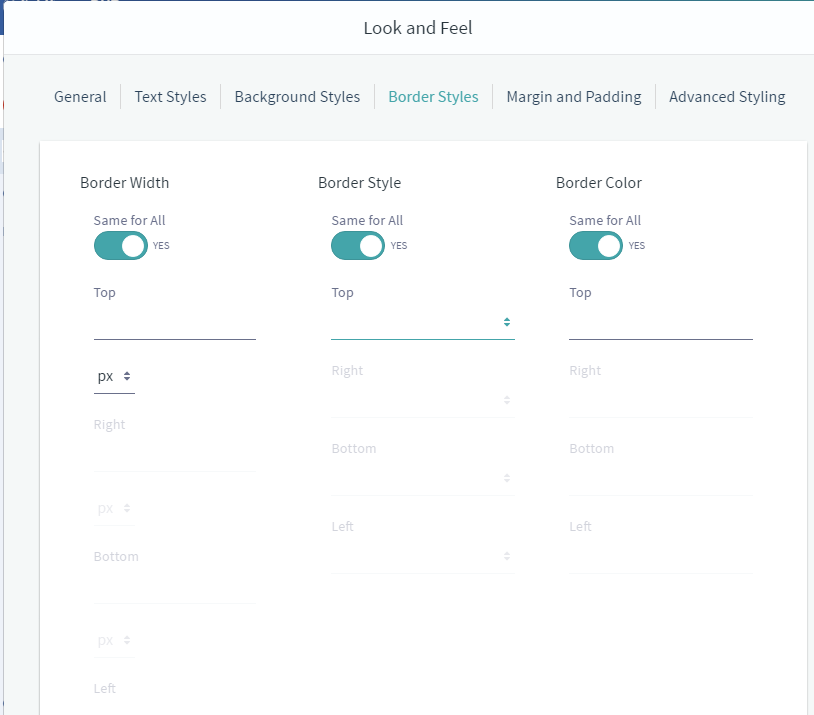 Look and Feel
General Text Styles Background Styles Border Styles Margin and Padding Advanced Styling
Border Width Border Style Border Color
Same for All Same for All Same for All
YES YES YES
Top Top Top
px
Right Right
Right
Bottom Bottom
px
Left Left
Bottom
px
Left